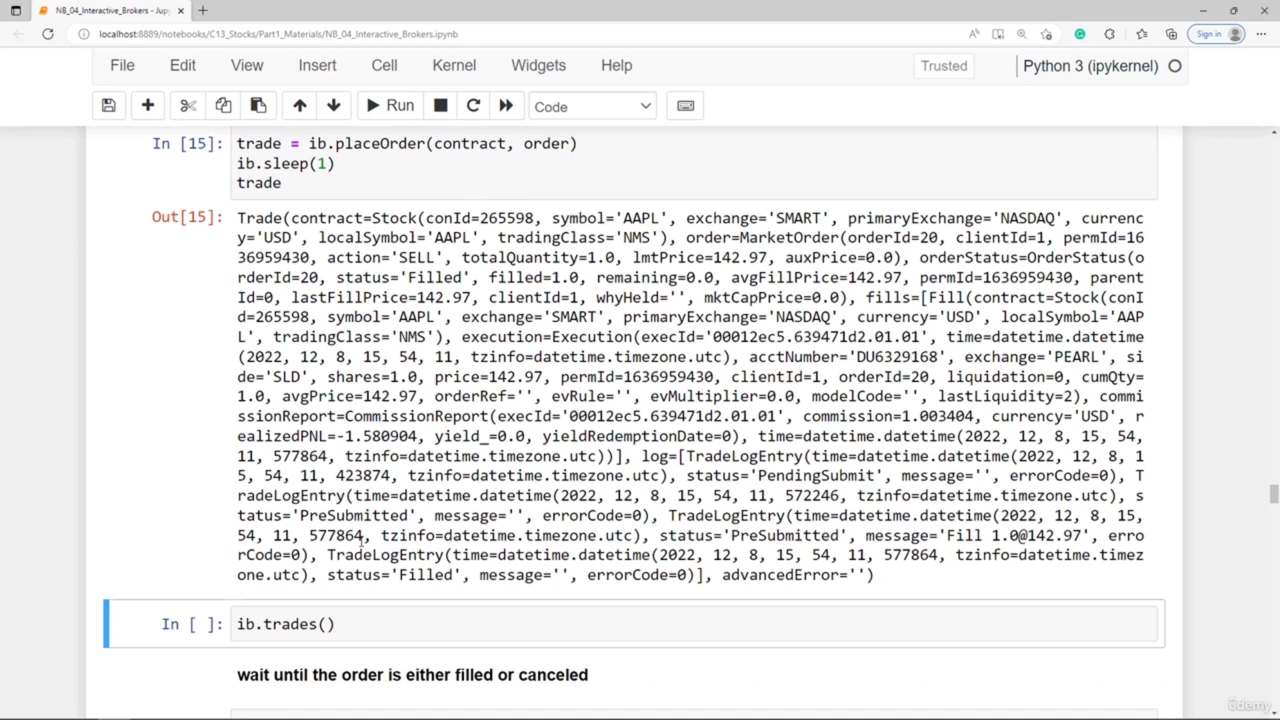 NB_04_Interactive_Brokers - Jup
localhost:8889/notebooks/C13_Stocks/Part1_Materials/NB_04_Interactive_Brokers.ipynb
Sign in
File Edit View Insert Cell Kernel Widgets Help Trusted Python 3 (ipykernel)
Run Code
In [15]: trade = ib.placeOrder(contract, order)
ib.sleep(1)
trade
Out[15]: Trade(contract=Stock(conId=265598, symbol='AAPL', exchange='SMART', primaryExchange='NASDAQ', currenc
y='USD', localSymbol='AAPL', tradingClass='NMS'), order=MarketOrder(orderId=20, clientId=1, permId=16
36959430, action='SELL', totalQuantity=1.0, lmtPrice=142.97, auxPrice=0.0), orderStatus=OrderStatus(o
rderId=20, status='Filled', filled=1.0, remaining=0.0, avgFillPrice=142.97, permId=1636959430, parent
Id=0, lastFillPrice=142.97, clientId=1, whyHeld='', mktCapPrice=0.0), fills=[Fill(contract=Stock(conI
d=265598, symbol='AAPL', exchange='SMART', primaryExchange='NASDAQ', currency='USD', localSymbol='AAP
L', tradingClass='NMS'), execution=Execution(execId='00012ec5.639471d2.01.01', time=datetime.datetime
(2022, 12, 8, 15, 54, 11, tzinfo=datetime.timezone.utc), acctNumber='DU6329168', exchange='PEARL', si
de='SLD', shares=1.0, price=142.97, permId=1636959430, clientId=1, orderId=20, liquidation=0, cumQty=
1.0, avgPrice=142.97, orderRef='', evRule='', evMultiplier=0.0, modelCode='', lastLiquidity=2), commi
ssionReport=CommissionReport(execId='00012ec5.639471d2.01.01', commission=1.003404, currency='USD', r
ealizedPNL=-1.580904, yield_=0.0, yieldRedemptionDate=0), time=datetime.datetime(2022, 12, 8, 15, 54,
11, 577864, tzinfo=datetime.timezone.utc))], log=[TradeLogEntry(time=datetime.datetime(2022, 12, 8, 1
5, 54, 11, 423874, tzinfo=datetime.timezone.utc), status='PendingSubmit', message='', errorCode=0), T
radeLogEntry(time=datetime.datetime(2022, 12, 8, 15, 54, 11, 572246, tzinfo=datetime.timezone.utc), s
tatus='PreSubmitted', message='', errorCode=0), TradeLogEntry(time=datetime.datetime(2022, 12, 8, 15,
54, 11, 577864, tzinfo=datetime.timezone.utc), status='PreSubmitted', message='Fill 1.0@142.97', erro
rCode=0), TradeLogEntry(time=datetime.datetime(2022, 12, 8, 15, 54, 11, 577864, tzinfo=datetime.timez
one.utc), status='Filled', message='', errorCode=0)], advancedError='')
In [ ]: ib.trades()
wait until the order is either filled or canceled
ûdemy